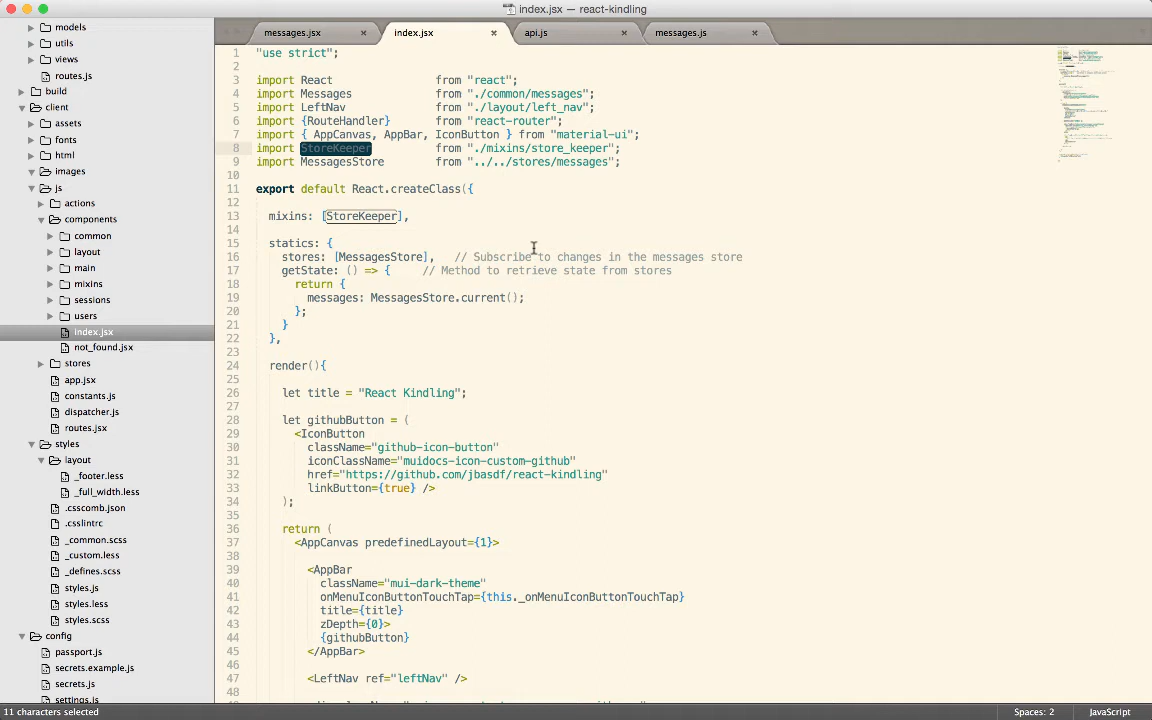 index.jsx — react-kindling
messages.jsx
index.jsx
api.js
messages.js
models
utils
views
routes.js
build
client
assets
fonts
html
images
js
actions
components
common
layout
main
mixins
sessions
users
index.jsx
not_found.jsx
stores
app.jsx
constants.js
dispatcher.js
routes.jsx
styles
layout
_footer.less
_full_width.less
.csscomb.json
.csslintrc
_common.scss
_custom.less
_defines.scss
styles.js
styles.less
styles.scss
config
passport.js
secrets.example.js
secrets.js
settings.js
1 "use strict";
2
3 import React from "react";
4 import Messages from "./common/messages";
5 import LeftNav from "./layout/left_nav";
6 import {RouteHandler} from "react-router";
7 import { AppCanvas, AppBar, IconButton } from "material-ui";
8 import StoreKeeper from "./mixins/store_keeper";
9 import MessagesStore from "../../stores/messages";
10
11 export default React.createClass({
12
13 mixins: [StoreKeeper],
14
15 statics: {
16 stores: [MessagesStore], // Subscribe to changes in the messages store
17 getState: () => { // Method to retrieve state from stores
18 return {
19 messages: MessagesStore.current();
20 };
21 }
22 },
23
24 render(){
25
26 let title = "React Kindling";
27
28 let githubButton = (
29 <IconButton
30 className="github-icon-button"
31 iconClassName="muidocs-icon-custom-github"
32 href="https://github.com/jbasdf/react-kindling"
33 linkButton={true} />
34 );
35
36 return (
37 <AppCanvas predefinedLayout={1}>
38
39 <AppBar
40 className="mui-dark-theme"
41 onMenuIconButtonTouchTap={this._onMenuIconButtonTouchTap}
42 title={title}
43 zDepth={0}>
44 {githubButton}
45 </AppBar>
46
47 <LeftNav ref="leftNav" />
48
11 characters selected
Spaces: 2
JavaScript